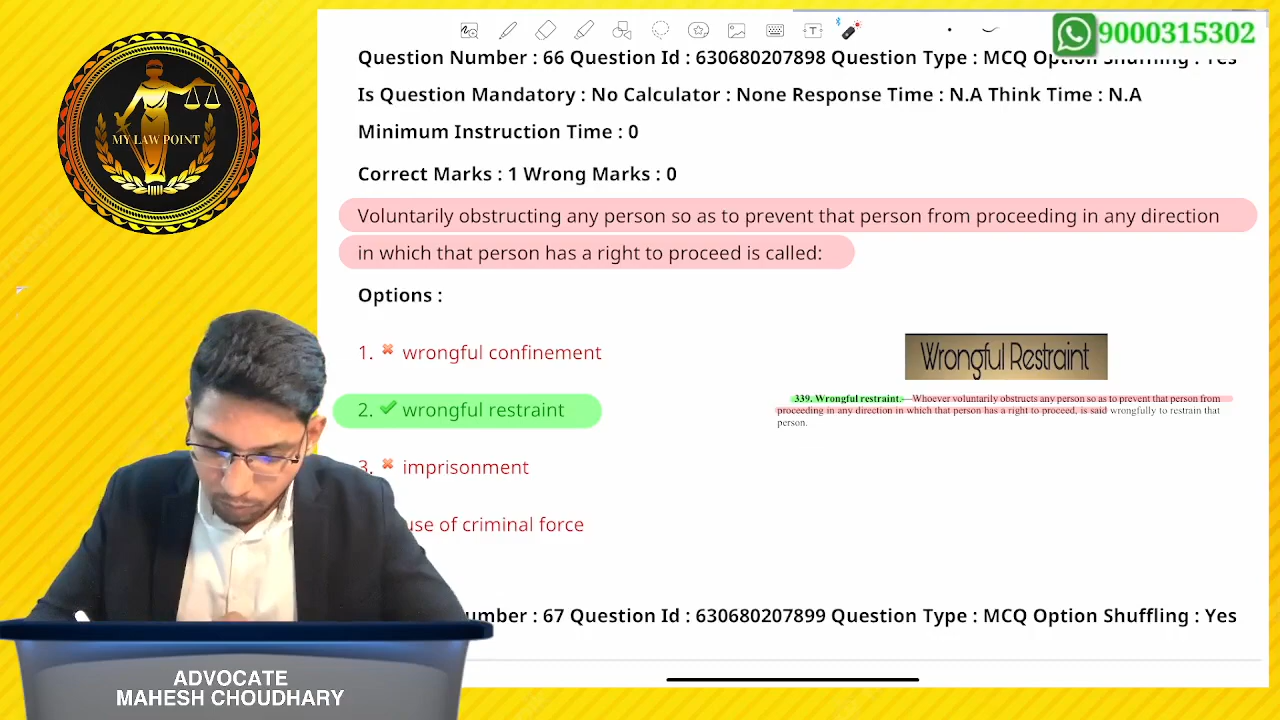 MY LAW POINT
9000315302
Question Number : 66 Question Id : 630680207898 Question Type : MCQ Option Shuffling : Yes
Is Question Mandatory : No Calculator : None Response Time : N.A Think Time : N.A
Minimum Instruction Time : 0
Correct Marks : 1 Wrong Marks : 0
Voluntarily obstructing any person so as to prevent that person from proceeding in any direction
in which that person has a right to proceed is called:
Options :
1. wrongful confinement
2. wrongful restraint
3. imprisonment
use of criminal force
Wrongful Restraint
339. Wrongful restraint.—Whoever voluntarily obstructs any person so as to prevent that person from
proceeding in any direction in which that person has a right to proceed, is said wrongfully to restrain that
person.
umber : 67 Question Id : 630680207899 Question Type : MCQ Option Shuffling : Yes
ADVOCATE
MAHESH CHOUDHARY